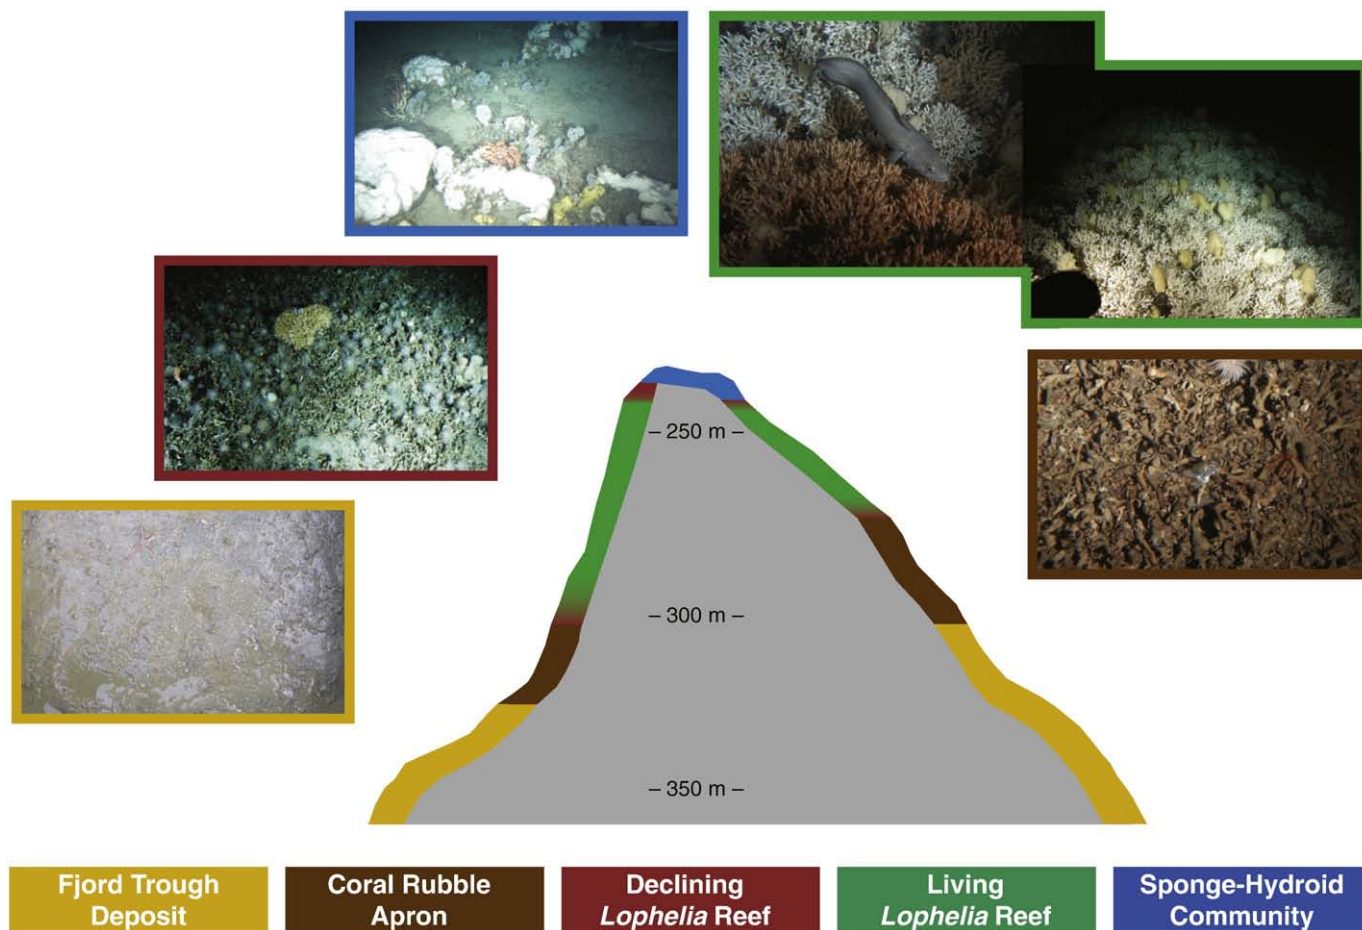 – 250 m –
– 300 m –
– 350 m –
Fjord Trough
Deposit
Coral Rubble
Apron
Declining
Lophelia Reef
Living
Lophelia Reef
Sponge-Hydroid
Community